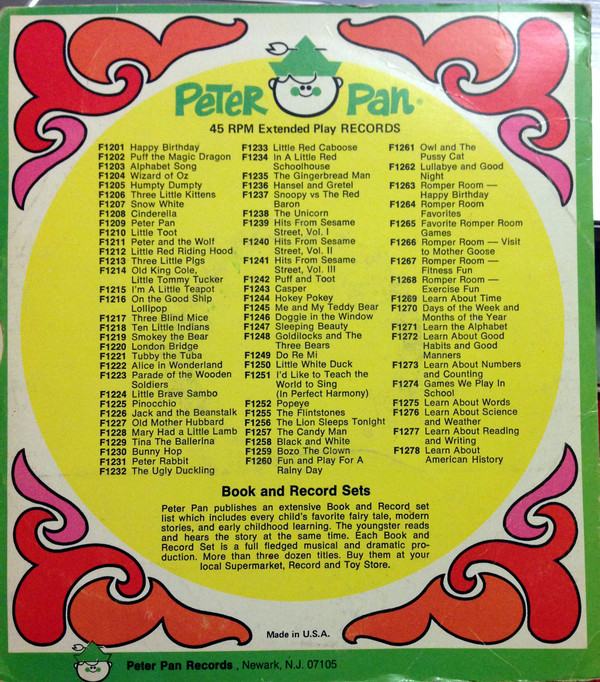 Peter Pan®
45 RPM Extended Play RECORDS
F1201 Happy Birthday
F1202 Puff the Magic Dragon
F1203 Alphabet Song
F1204 Wizard of Oz
F1205 Humpty Dumpty
F1206 Three Little Kittens
F1207 Snow White
F1208 Cinderella
F1209 Peter Pan
F1210 Little Toot
F1211 Peter and the Wolf
F1212 Little Red Riding Hood
F1213 Three Little Pigs
F1214 Old King Cole,
Little Tommy Tucker
F1215 I'm A Little Teapot
F1216 On the Good Ship
Lollipop
F1217 Three Blind Mice
F1218 Ten Little Indians
F1219 Smokey the Bear
F1220 London Bridge
F1221 Tubby the Tuba
F1222 Alice in Wonderland
F1223 Parade of the Wooden
Soldiers
F1224 Little Brave Sambo
F1225 Pinocchio
F1226 Jack and the Beanstalk
F1227 Old Mother Hubbard
F1228 Mary Had a Little Lamb
F1229 Tina The Ballerina
F1230 Bunny Hop
F1231 Peter Rabbit
F1232 The Ugly Duckling
F1233 Little Red Caboose
F1234 In A Little Red
Schoolhouse
F1235 The Gingerbread Man
F1236 Hansel and Gretel
F1237 Snoopy vs The Red
Baron
F1238 The Unicorn
F1239 Hits From Sesame
Street, Vol. I
F1240 Hits From Sesame
Street, Vol. II
F1241 Hits From Sesame
Street, Vol. III
F1242 Puff and Toot
F1243 Casper
F1244 Hokey Pokey
F1245 Me and My Teddy Bear
F1246 Doggie in the Window
F1247 Sleeping Beauty
F1248 Goldilocks and The
Three Bears
F1249 Do Re Mi
F1250 Little White Duck
F1251 I'd Like to Teach the
World to Sing
(In Perfect Harmony)
F1252 Popeye
F1255 The Flintstones
F1256 The Lion Sleeps Tonight
F1257 The Candy Man
F1258 Black and White
F1259 Bozo The Clown
F1260 Fun and Play For A
Rainy Day
F1261 Owl and The
Pussy Cat
F1262 Lullabye and Good
Night
F1263 Romper Room —
Happy Birthday
F1264 Romper Room
Favorites
F1265 Favorite Romper Room
Games
F1266 Romper Room — Visit
to Mother Goose
F1267 Romper Room —
Fitness Fun
F1268 Romper Room —
Exercise Fun
F1269 Learn About Time
F1270 Days of the Week and
Months of the Year
F1271 Learn the Alphabet
F1272 Learn About Good
Habits and Good
Manners
F1273 Learn About Numbers
and Counting
F1274 Games We Play In
School
F1275 Learn About Words
F1276 Learn About Science
and Weather
F1277 Learn About Reading
and Writing
F1278 Learn About
American History
Book and Record Sets
Peter Pan publishes an extensive Book and Record set
list which includes every child's favorite fairy tale, modern
stories, and early childhood learning. The youngster reads
and hears the story at the same time. Each Book and
Record Set is a full fledged musical and dramatic pro-
duction. More than three dozen titles. Buy them at your
local Supermarket, Record and Toy Store.
Made in U.S.A.
Peter Pan Records, Newark, N.J. 07105